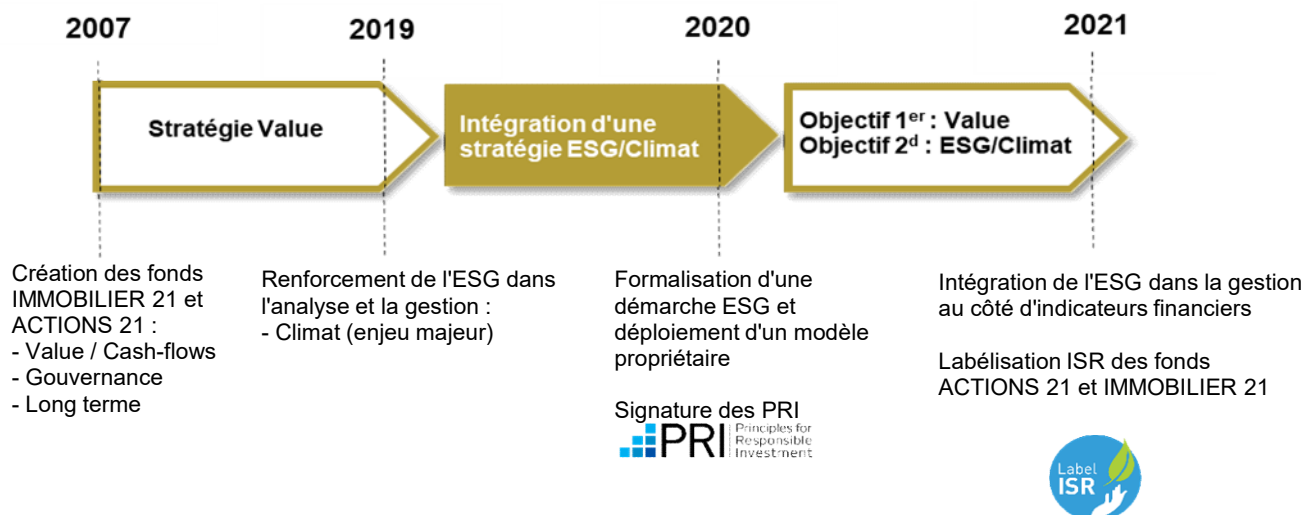 2007
2019
2020
2021
Stratégie Value
Intégration d'une
stratégie ESG/Climat
Objectif 1er : Value
Objectif 2d : ESG/Climat
Création des fonds
IMMOBILIER 21 et
ACTIONS 21 :
- Value / Cash-flows
- Gouvernance
- Long terme
Renforcement de l'ESG dans
l'analyse et la gestion :
- Climat (enjeu majeur)
Formalisation d'une
démarche ESG et
déploiement d'un modèle
propriétaire
Signature des PRI
PRI
Principles for
Responsible
Investment
Intégration de l'ESG dans la gestion
au côté d'indicateurs financiers
Labélisation ISR des fonds
ACTIONS 21 et IMMOBILIER 21
Label
ISR